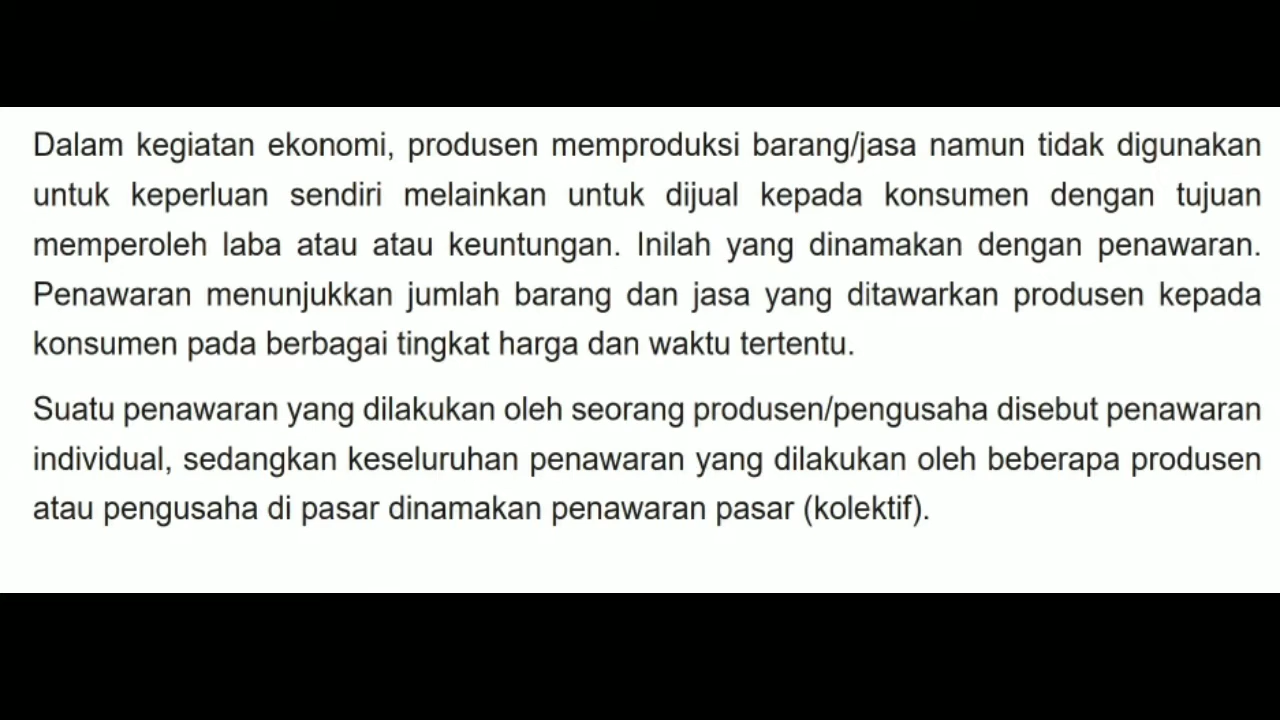 Dalam kegiatan ekonomi, produsen memproduksi barang/jasa namun tidak digunakan
untuk keperluan sendiri melainkan untuk dijual kepada konsumen dengan tujuan
memperoleh laba atau atau keuntungan. Inilah yang dinamakan dengan penawaran.
Penawaran menunjukkan jumlah barang dan jasa yang ditawarkan produsen kepada
konsumen pada berbagai tingkat harga dan waktu tertentu.
Suatu penawaran yang dilakukan oleh seorang produsen/pengusaha disebut penawaran
individual, sedangkan keseluruhan penawaran yang dilakukan oleh beberapa produsen
atau pengusaha di pasar dinamakan penawaran pasar (kolektif).